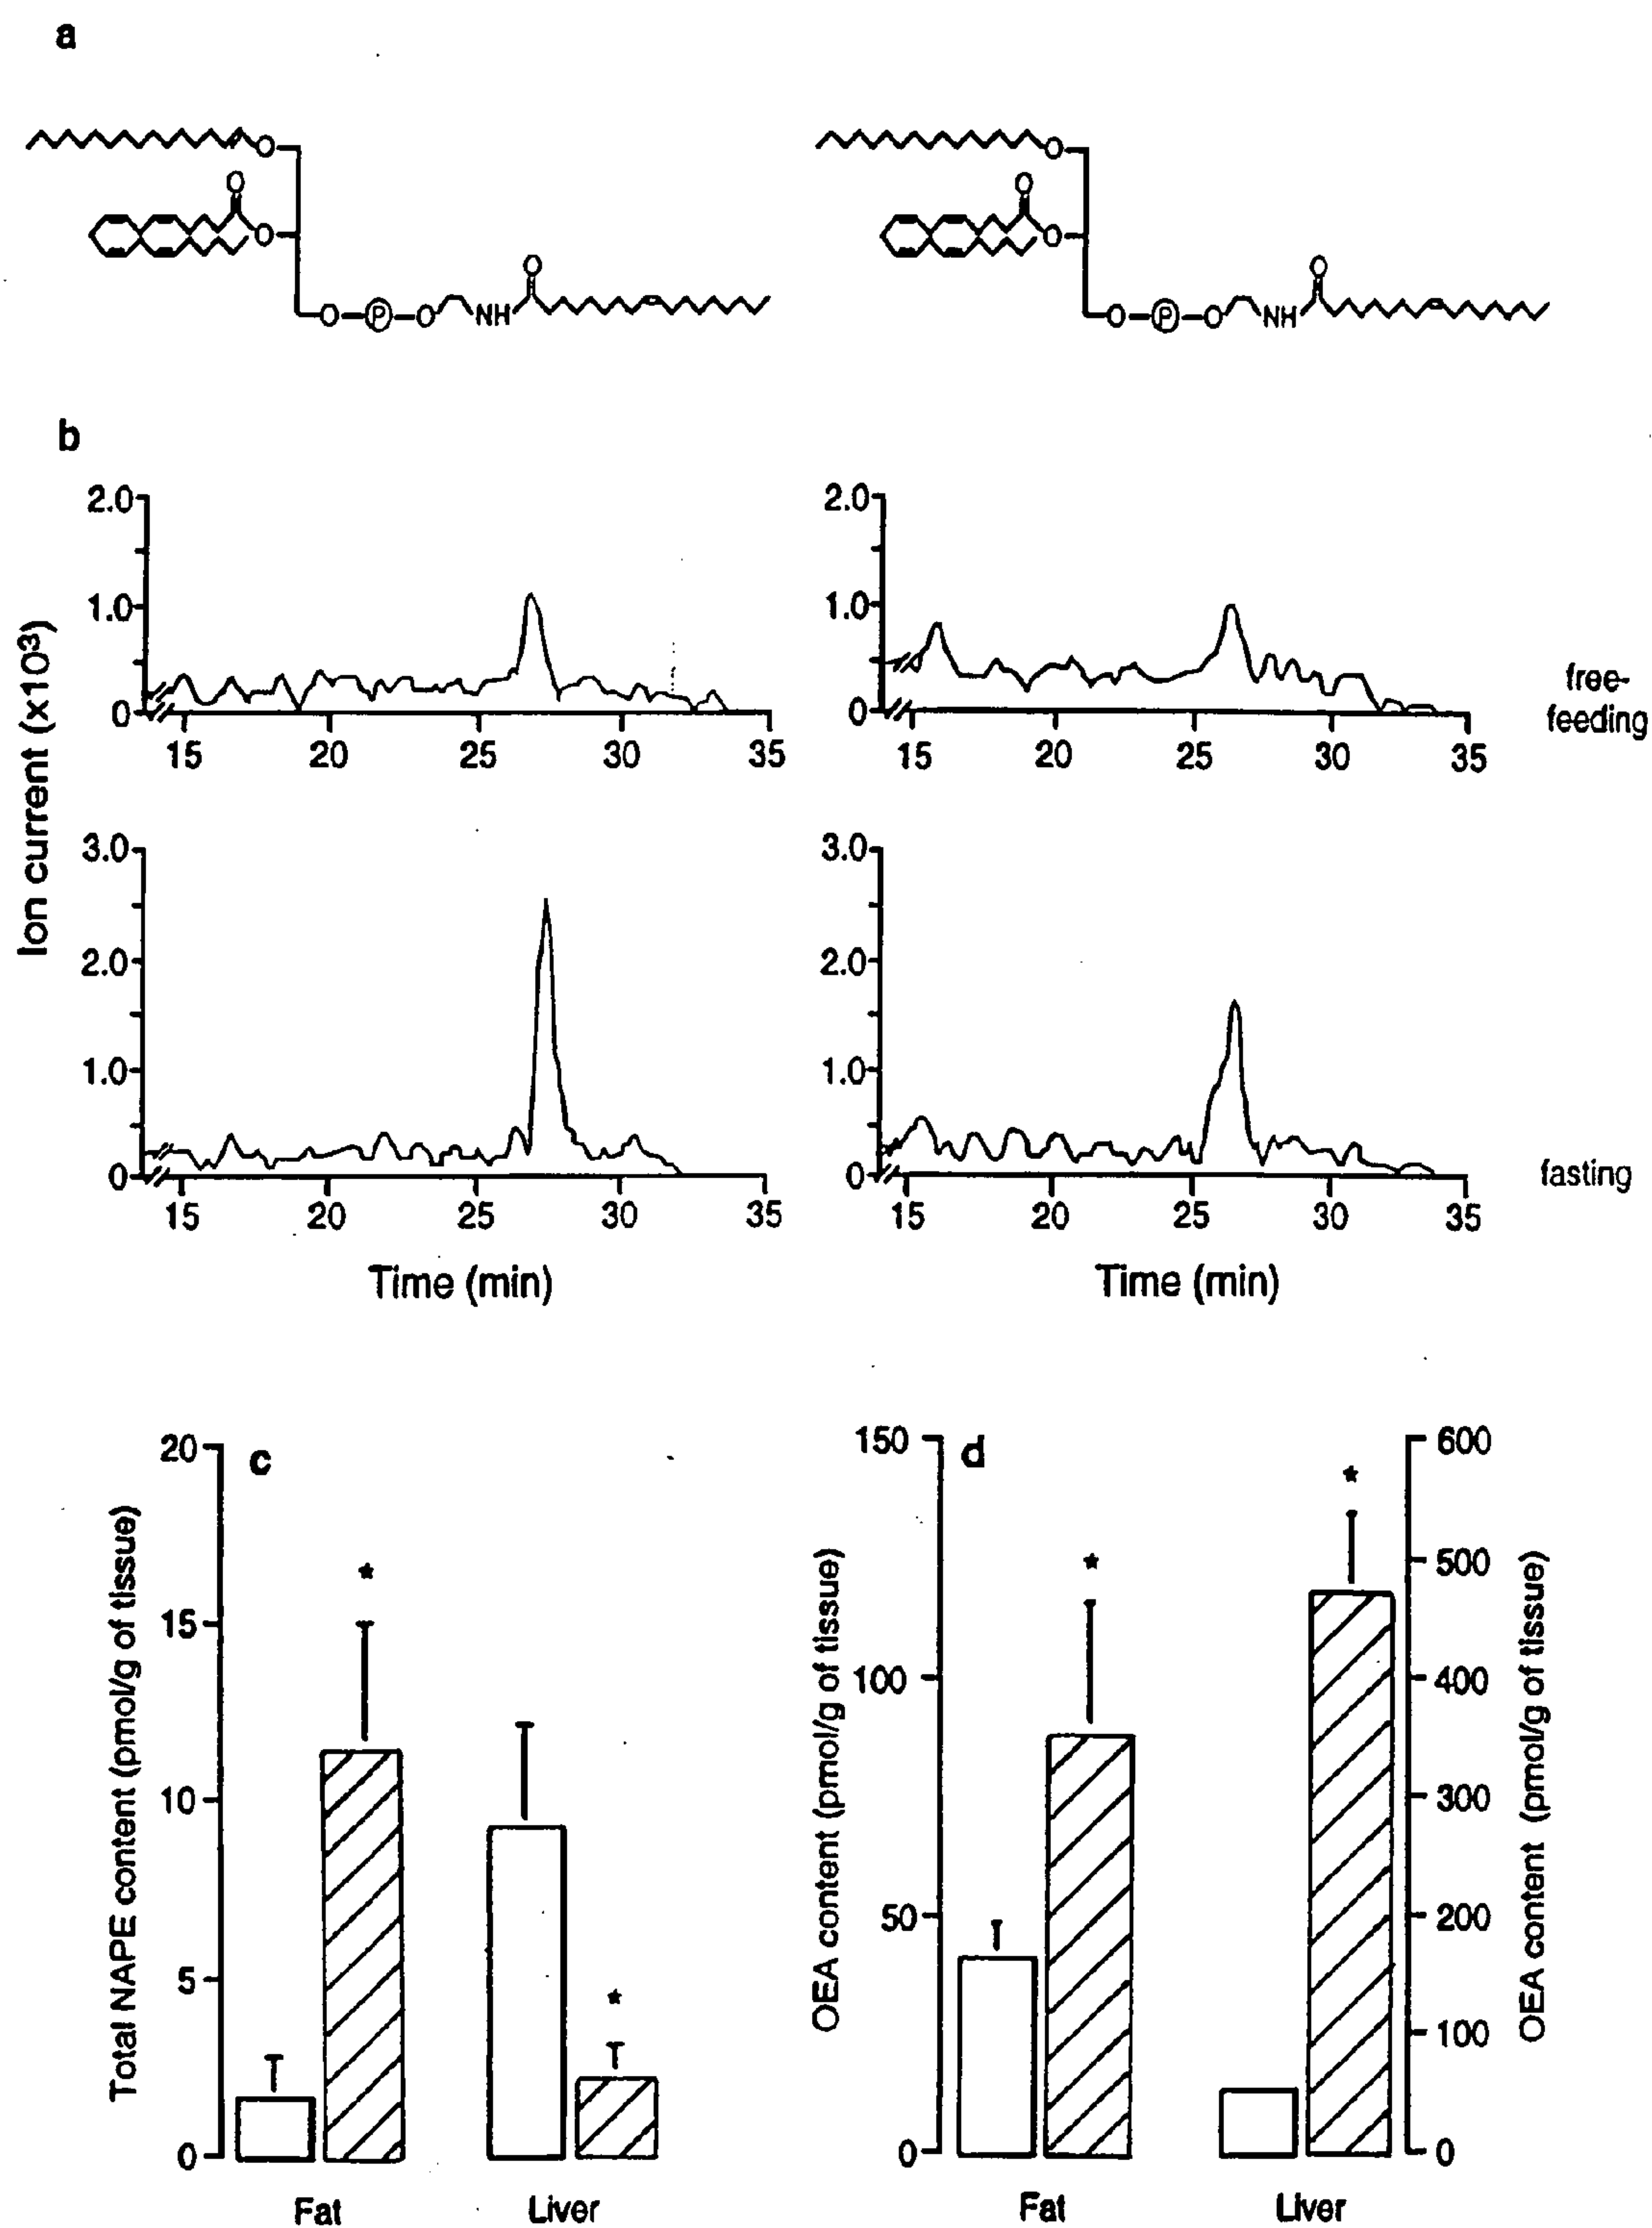 a
O
O
O
O
O
O
O
O
O P O NH
O P O NH
b
Ion current (x10³)
2.0
1.0
0
15 20 25 30 35
2.0
1.0
0
15 20 25 30 35
free-
feeding
3.0
2.0
1.0
0
15 20 25 30 35
Time (min)
3.0
2.0
1.0
0
15 20 25 30 35
Time (min)
fasting
c
Total NAPE content (pmol/g of tissue)
20
15
10
5
0
*
*
Fat Liver
d
OEA content (pmol/g of tissue)
150
100
50
0
*
*
Fat Liver
600
500
400
300
200
100
0
OEA content (pmol/g of tissue)